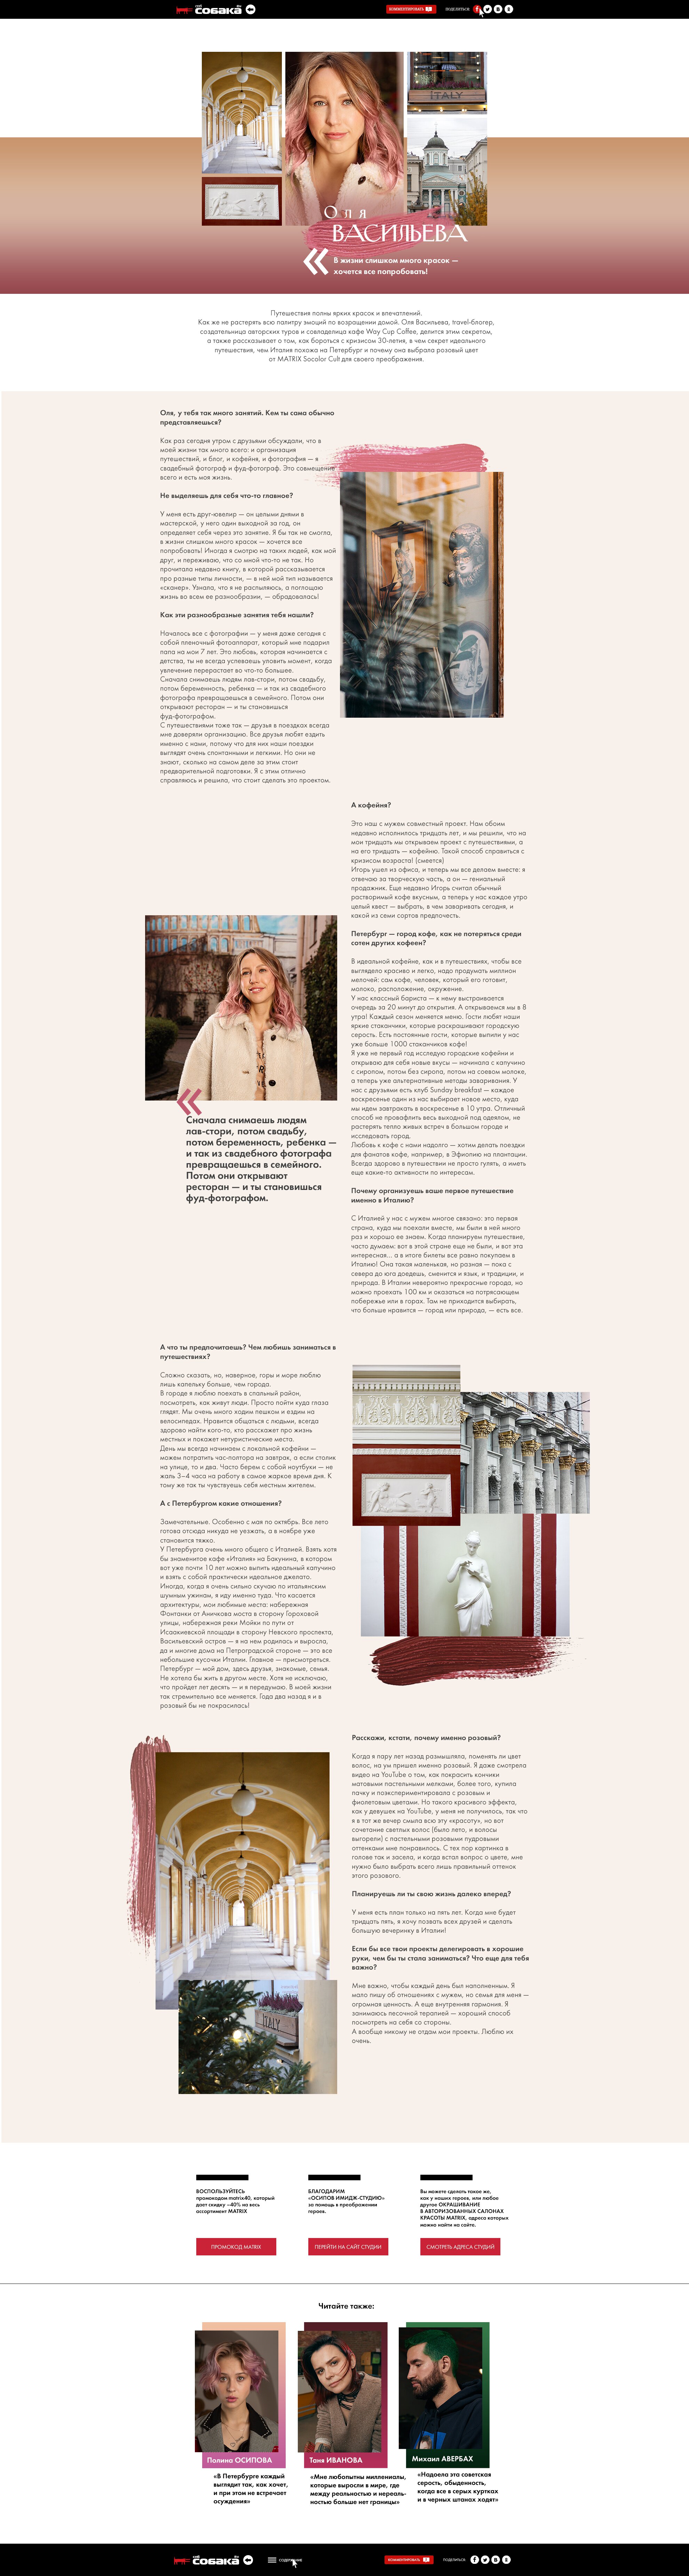 СОБАКА
КОММЕНТИРОВАТЬ
ПОДЕЛИТЬСЯ
ITALY
Оля
ВАСИЛЬЕВА
« В жизни слишком много красок —
хочется все попробовать!
Путешествия полны ярких красок и впечатлений.
Как же не растерять всю палитру эмоций по возращении домой. Оля Васильева, travel-блогер,
создательница авторских туров и совладелица кафе Way Cup Coffee, делится этим секретом,
а также рассказывает о том, как бороться с кризисом 30-летия, в чем секрет идеального
путешествия, чем Италия похожа на Петербург и почему она выбрала розовый цвет
от MATRIX Socolor Cult для своего преображения.
Оля, у тебя так много занятий. Кем ты сама обычно
представляешься?
Как раз сегодня утром с друзьями обсуждали, что в
моей жизни так много всего: и организация
путешествий, и блог, и кофейня, и фотография — я
свадебный фотограф и фуд-фотограф. Это совмещение
всего и есть моя жизнь.
Не выделяешь для себя что-то главное?
У меня есть друг-ювелир — он целыми днями в
мастерской, у него один выходной за год, он
определяет себя через это занятие. Я бы так не смогла,
в жизни слишком много красок — хочется все
попробовать! Иногда я смотрю на таких людей, как мой
друг, и переживаю, что со мной что-то не так. Но
прочитала недавно книгу, в которой рассказывается
про разные типы личности, — в ней мой тип называется
«сканер». Узнала, что я не распыляюсь, а поглощаю
жизнь во всем ее разнообразии, — обрадовалась!
Как эти разнообразные занятия тебя нашли?
Началось все с фотографии — у меня даже сегодня с
собой пленочный фотоаппарат, который мне подарил
папа на мои 7 лет. Это любовь, которая начинается с
детства, ты не всегда успеваешь уловить момент, когда
увлечение перерастает во что-то большее.
Сначала снимаешь людям лав-стори, потом свадьбу,
потом беременность, ребенка — и так из свадебного
фотографа превращаешься в семейного. Потом они
открывают ресторан — и ты становишься
фуд-фотографом.
С путешествиями тоже так — друзья в поездках всегда
мне доверяли организацию. Все друзья любят ездить
именно с нами, потому что для них наши поездки
выглядят очень спонтанными и легкими. Но они не
знают, сколько на самом деле за этим стоит
предварительной подготовки. Я с этим отлично
справляюсь и решила, что стоит сделать это проектом.
А кофейня?
Это наш с мужем совместный проект. Нам обоим
недавно исполнилось тридцать лет, и мы решили, что на
мои тридцать мы открываем проект с путешествиями, а
на его тридцать — кофейню. Такой способ справиться с
кризисом возраста! (смеется)
Игорь ушел из офиса, и теперь мы все делаем вместе: я
отвечаю за творческую часть, а он — гениальный
продажник. Еще недавно Игорь считал обычный
растворимый кофе вкусным, а теперь у нас каждое утро
целый квест — выбрать, в чем заваривать сегодня, и
какой из семи сортов предпочесть.
Петербург — город кофе, как не потеряться среди
сотен других кофеен?
В идеальной кофейне, как и в путешествиях, чтобы все
выглядело красиво и легко, надо продумать миллион
мелочей: сам кофе, человек, который его готовит,
молоко, расположение, окружение.
У нас классный бариста — к нему выстраивается
очередь за 20 минут до открытия. А открываемся мы в 8
утра! Каждый сезон меняется меню. Гости любят наши
яркие стаканчики, которые раскрашивают городскую
серость. Есть постоянные гости, которые выпили у нас
уже больше 1000 стаканчиков кофе!
Я уже не первый год исследую городские кофейни и
открываю для себя новые вкусы — начинала с капучино
с сиропом, потом без сиропа, потом на соевом молоке,
а теперь уже альтернативные методы заваривания. У
нас с друзьями есть клуб Sunday breakfast — каждое
воскресенье один из нас выбирает новое место, куда
мы идем завтракать в воскресенье в 10 утра. Отличный
способ не провафлить весь выходной под одеялом, не
растерять тепло живых встреч в большом городе и
исследовать город.
Любовь к кофе с нами надолго — хотим делать поездки
для фанатов кофе, например, в Эфиопию на плантации.
Всегда здорово в путешествии не просто гулять, а иметь
еще какие-то активности по интересам.
Почему организуешь ваше первое путешествие
именно в Италию?
С Италией у нас с мужем многое связано: это первая
страна, куда мы поехали вместе, мы были в ней много
раз и хорошо ее знаем. Когда планируем путешествие,
часто думаем: вот в этой стране еще не были, и вот эта
интересная... а в итоге билеты все равно покупаем в
Италию! Она такая маленькая, но разная — пока с
севера до юга доедешь, сменится и язык, и традиции, и
природа. В Италии невероятно прекрасные города, но
можно проехать 100 км и оказаться на потрясающем
побережье или в горах. Там не приходится выбирать,
что больше нравится — город или природа, — есть все.
« Сначала снимаешь людям
лав-стори, потом свадьбу,
потом беременность, ребенка —
и так из свадебного фотографа
превращаешься в семейного.
Потом они открывают
ресторан — и ты становишься
фуд-фотографом.
А что ты предпочитаешь? Чем любишь заниматься в
путешествиях?
Сложно сказать, но, наверное, горы и море люблю
лишь капельку больше, чем города.
В городе я люблю поехать в спальный район,
посмотреть, как живут люди. Просто пойти куда глаза
глядят. Мы очень много ходим пешком и ездим на
велосипедах. Нравится общаться с людьми, всегда
здорово найти кого-то, кто расскажет про жизнь
местных и покажет нетуристические места.
День мы всегда начинаем с локальной кофейни —
можем потратить час-полтора на завтрак, а если столик
на улице, то и два. Часто берем с собой ноутбуки — не
жаль 3–4 часа на работу в самое жаркое время дня. К
тому же так ты чувствуешь себя местным жителем.
А с Петербургом какие отношения?
Замечательные. Особенно с мая по октябрь. Все лето
готова отсюда никуда не уезжать, а в ноябре уже
становится тяжко.
У Петербурга очень много общего с Италией. Взять хотя
бы знаменитое кафе «Италия» на Бакунина, в котором
вот уже почти 10 лет можно выпить идеальный капучино
и взять с собой практически идеальное джелато.
Иногда, когда я очень сильно скучаю по итальянским
шумным ужинам, я иду именно туда. Что касается
архитектуры, мои любимые места: набережная
Фонтанки от Аничкова моста в сторону Гороховой
улицы, набережная реки Мойки по пути от
Исаакиевской площади в сторону Невского проспекта,
Васильевский остров — я на нем родилась и выросла,
да и многие дома на Петроградской стороне — это все
небольшие кусочки Италии. Главное — присмотреться.
Петербург — мой дом, здесь друзья, знакомые, семья.
Не хотела бы жить в другом месте. Хотя не исключаю,
что пройдет лет десять — и я передумаю. В моей жизни
так стремительно все меняется. Года два назад я и в
розовый бы не покрасилась!
Расскажи, кстати, почему именно розовый?
Когда я пару лет назад размышляла, поменять ли цвет
волос, на ум пришел именно розовый. Я даже смотрела
видео на YouTube о том, как покрасить кончики
матовыми пастельными мелками, более того, купила
пачку и поэкспериментировала с розовым и
фиолетовым цветами. Но такого красивого эффекта,
как у девушек на YouTube, у меня не получилось, так что
я в тот же вечер смыла всю эту «красоту», но вот
сочетание светлых волос (было лето, и волосы
выгорели) с пастельными розовыми пудровыми
оттенками мне понравилось. С тех пор картинка в
голове так и засела, и когда встал вопрос о цвете, мне
нужно было выбрать всего лишь правильный оттенок
этого розового.
Планируешь ли ты свою жизнь далеко вперед?
У меня есть план только на пять лет. Когда мне будет
тридцать пять, я хочу позвать всех друзей и сделать
большую вечеринку в Италии!
Если бы все твои проекты делегировать в хорошие
руки, чем бы ты стала заниматься? Что еще для тебя
важно?
Мне важно, чтобы каждый день был наполненным. Я
мало пишу об отношениях с мужем, но семья для меня —
огромная ценность. А еще внутренняя гармония. Я
занимаюсь песочной терапией — хороший способ
посмотреть на себя со стороны.
А вообще никому не отдам мои проекты. Люблю их
очень.
ITALY
ВОСПОЛЬЗУЙТЕСЬ
промокодом matrix40, который
дает скидку –40% на весь
ассортимент MATRIX
ПРОМОКОД MATRIX
БЛАГОДАРИМ
«ОСИПОВ ИМИДЖ-СТУДИЮ»
за помощь в преображении
героев.
ПЕРЕЙТИ НА САЙТ СТУДИИ
Вы можете сделать такое же,
как у наших героев, или любое
другое ОКРАШИВАНИЕ
В АВТОРИЗОВАННЫХ САЛОНАХ
КРАСОТЫ MATRIX, адреса которых
можно найти на сайте.
СМОТРЕТЬ АДРЕСА СТУДИЙ
Читайте также:
Полина ОСИПОВА
«В Петербурге каждый
выглядит так, как хочет,
и при этом не встречает
осуждения»
Таня ИВАНОВА
«Мне любопытны миллениалы,
которые выросли в мире, где
между реальностью и нереаль-
ностью больше нет границы»
Михаил АВЕРБАХ
«Надоела эта советская
серость, обыденность,
когда все в серых куртках
и в черных штанах ходят»
СОБАКА
СОДЕРЖАНИЕ
КОММЕНТИРОВАТЬ
ПОДЕЛИТЬСЯ